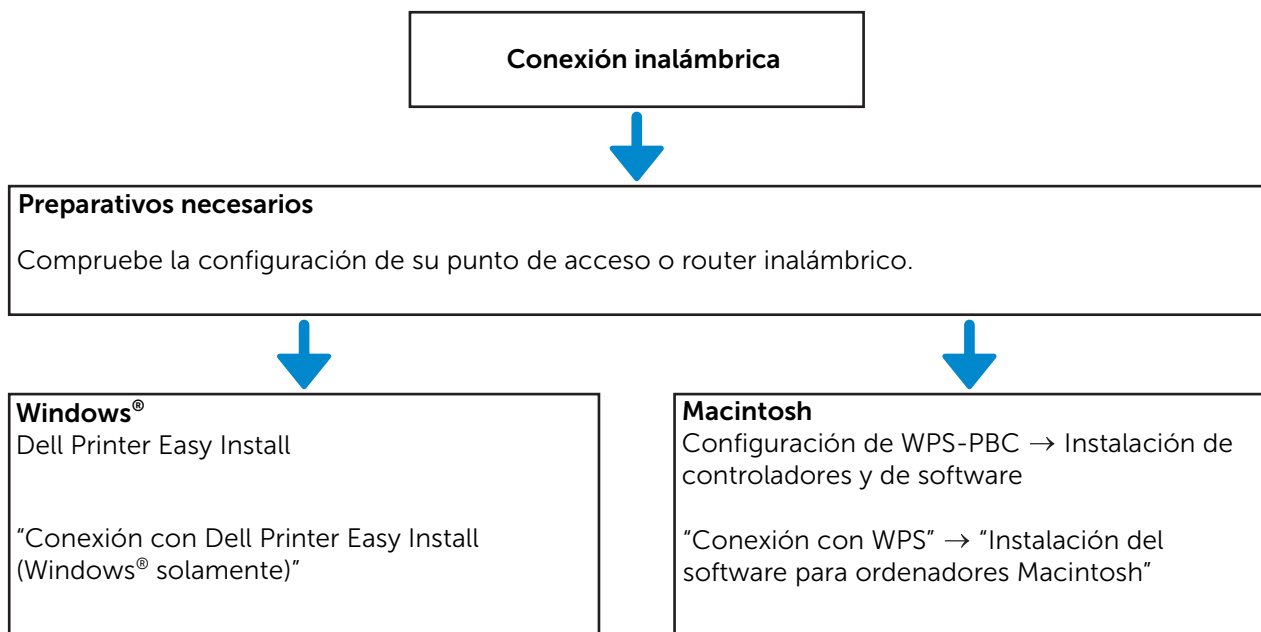 Conexión inalámbrica
Preparativos necesarios
Compruebe la configuración de su punto de acceso o router inalámbrico.
Windows®
Dell Printer Easy Install
“Conexión con Dell Printer Easy Install
(Windows® solamente)”
Macintosh
Configuración de WPS-PBC → Instalación de
controladores y de software
“Conexión con WPS” → “Instalación del
software para ordenadores Macintosh”